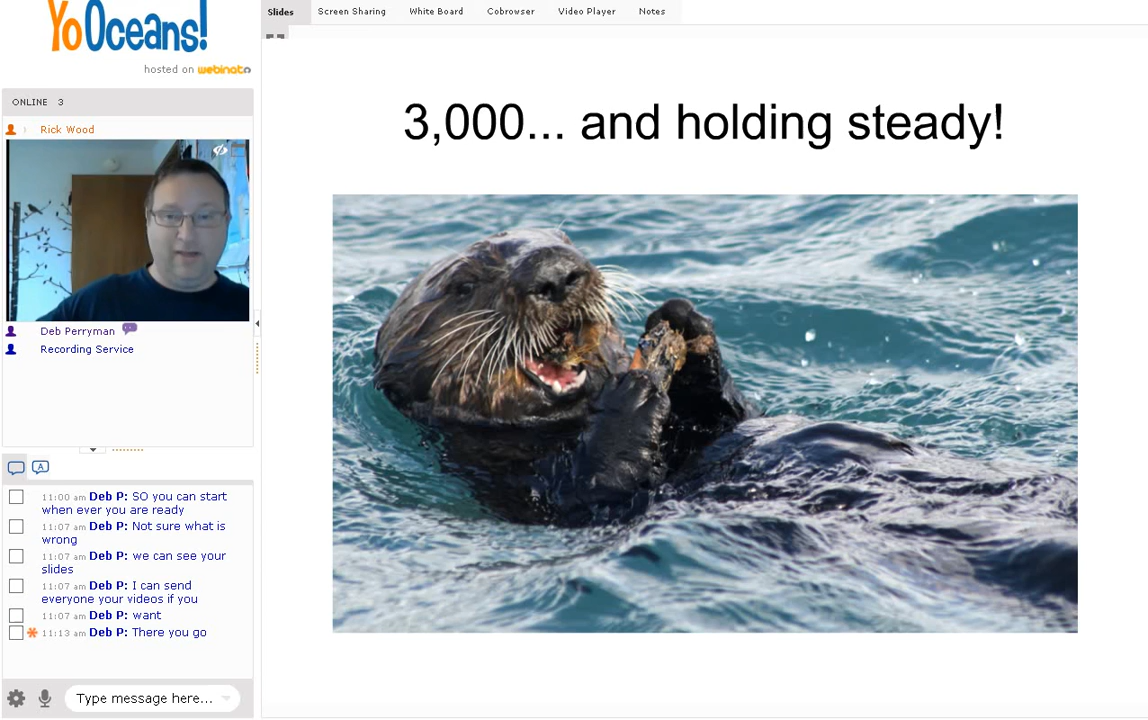 YoOceans!
hosted on webinato
ONLINE 3
Rick Wood
Deb Perryman
Recording Service
11:00 am Deb P: SO you can start
when ever you are ready
11:07 am Deb P: Not sure what is
wrong
11:07 am Deb P: we can see your
slides
11:07 am Deb P: I can send
everyone your videos if you
11:07 am Deb P: want
11:13 am Deb P: There you go
Type message here...
Slides Screen Sharing White Board Cobrowser Video Player Notes
3,000... and holding steady!